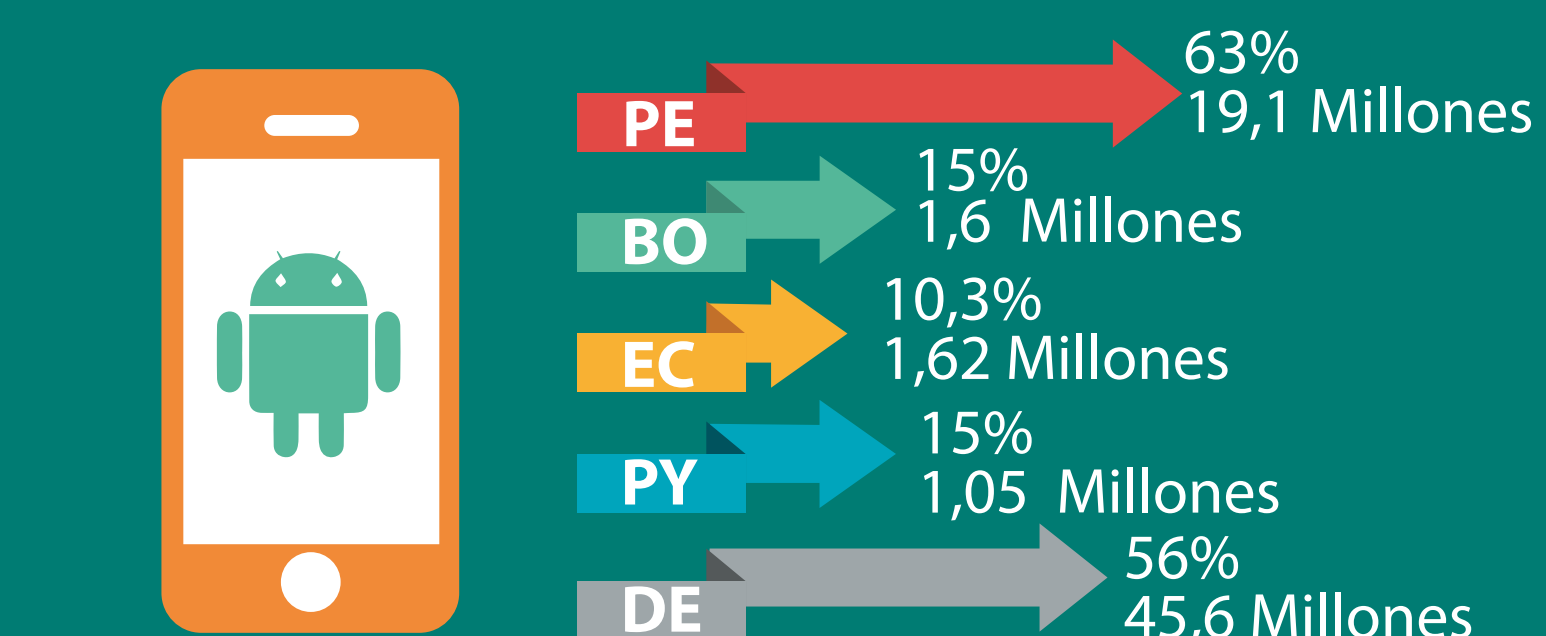 PE
63%
19,1 Millones
BO
15%
1,6 Millones
EC
10,3%
1,62 Millones
PY
15%
1,05 Millones
DE
56%
45,6 Millones